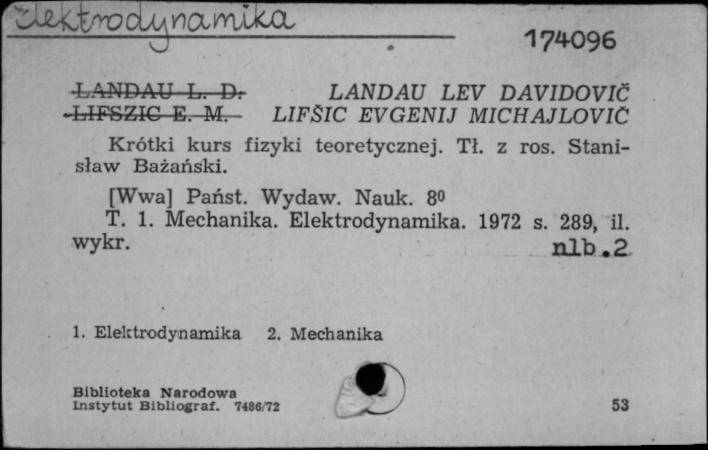 Elektrodynamika
174096
LANDAU L. D. LANDAU LEV DAVIDOVIČ
LIFSZIC E. M. LIFŠIC EVGENIJ MICHAJLOVIČ
Krótki kurs fizyki teoretycznej. Tł. z ros. Stani-
sław Bażański.
[Wwa] Państ. Wydaw. Nauk. 8⁰
T. 1. Mechanika. Elektrodynamika. 1972 s. 289, il.
wykr. nlb.2
1. Elektrodynamika 2. Mechanika
Biblioteka Narodowa
Instytut Bibliograf. 7486/72 53